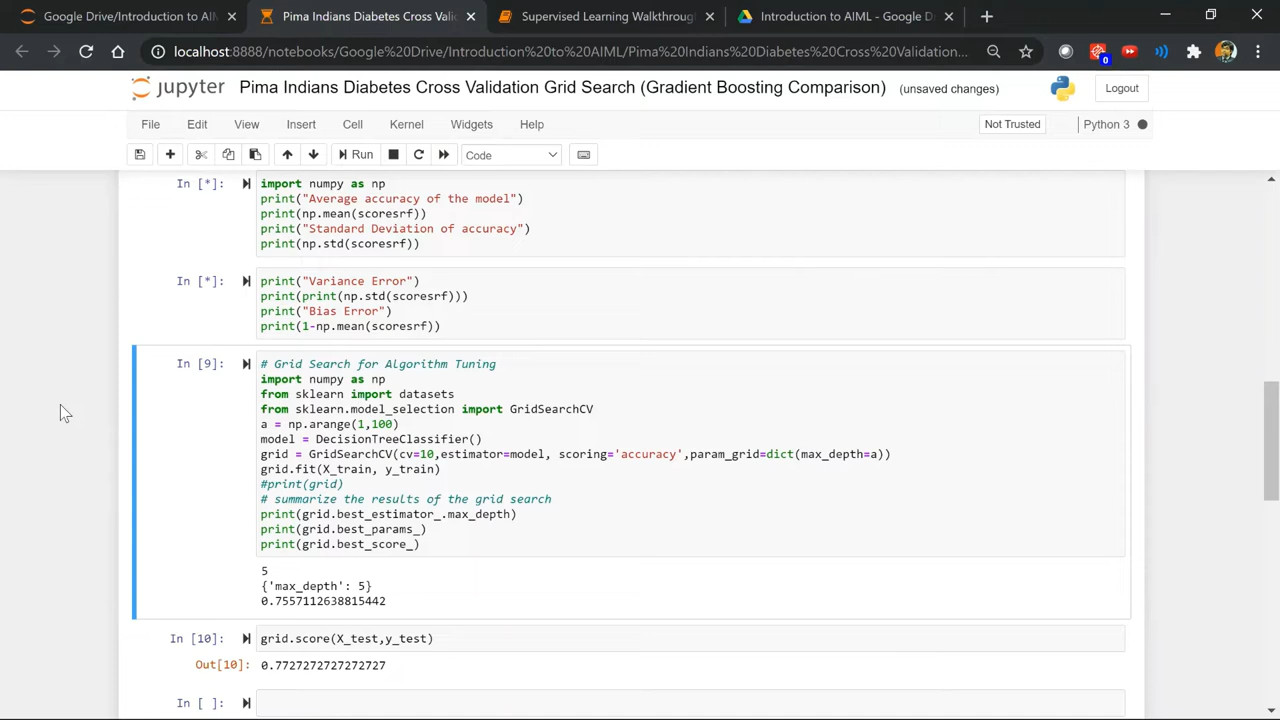 Google Drive/Introduction to AIM
Pima Indians Diabetes Cross Valid
Supervised Learning Walkthrough
Introduction to AIML - Google Dr
localhost:8888/notebooks/Google%20Drive/Introduction%20to%20AIML/Pima%20Indians%20Diabetes%20Cross%20Validation...
0
jupyter Pima Indians Diabetes Cross Validation Grid Search (Gradient Boosting Comparison) (unsaved changes)
Logout
File Edit View Insert Cell Kernel Widgets Help
Not Trusted
Python 3
Run
Code
In [*]:
import numpy as np
print("Average accuracy of the model")
print(np.mean(scoresrf))
print("Standard Deviation of accuracy")
print(np.std(scoresrf))
In [*]:
print("Variance Error")
print(print(np.std(scoresrf)))
print("Bias Error")
print(1-np.mean(scoresrf))
In [9]:
# Grid Search for Algorithm Tuning
import numpy as np
from sklearn import datasets
from sklearn.model_selection import GridSearchCV
a = np.arange(1,100)
model = DecisionTreeClassifier()
grid = GridSearchCV(cv=10,estimator=model, scoring='accuracy',param_grid=dict(max_depth=a))
grid.fit(X_train, y_train)
#print(grid)
# summarize the results of the grid search
print(grid.best_estimator_.max_depth)
print(grid.best_params_)
print(grid.best_score_)
5
{'max_depth': 5}
0.7557112638815442
In [10]:
grid.score(X_test,y_test)
Out[10]:
0.7727272727272727
In [ ]: